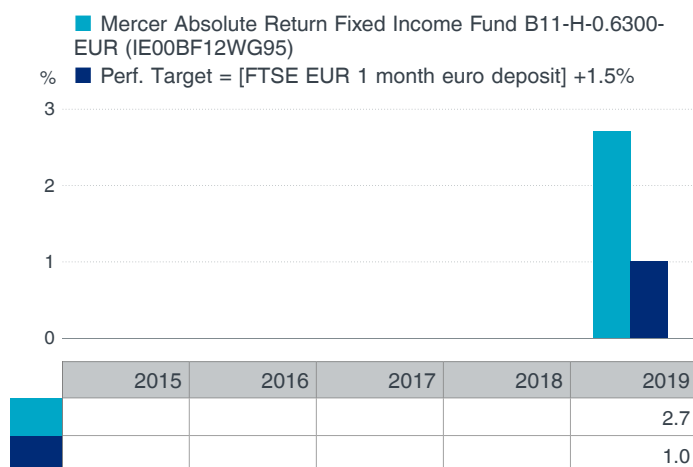 Mercer Absolute Return Fixed Income Fund B11-H-0.6300-
EUR (IE00BF12WG95)
% Perf. Target = [FTSE EUR 1 month euro deposit] +1.5%
3
2
1
0
2015 2016 2017 2018 2019
2.7
1.0